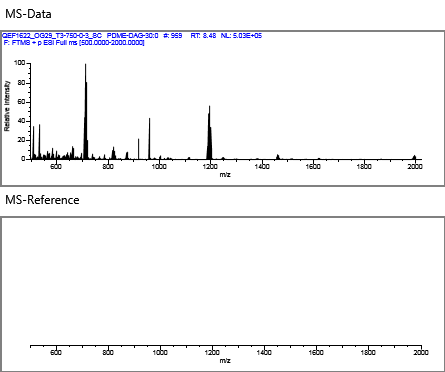 MS-Data
QEF1622_OG29_T3-750-0-3_8C PDME-DAG-30:0 #: 959 RT: 8.48 NL: 5.03E+05
F: FTMS + p ESI Full ms [500.0000-2000.0000]
100
80
60
40
20
0
Relative Intensity
600 800 1000 1200 1400 1600 1800 2000
m/z
MS-Reference
600 800 1000 1200 1400 1600 1800 2000
m/z